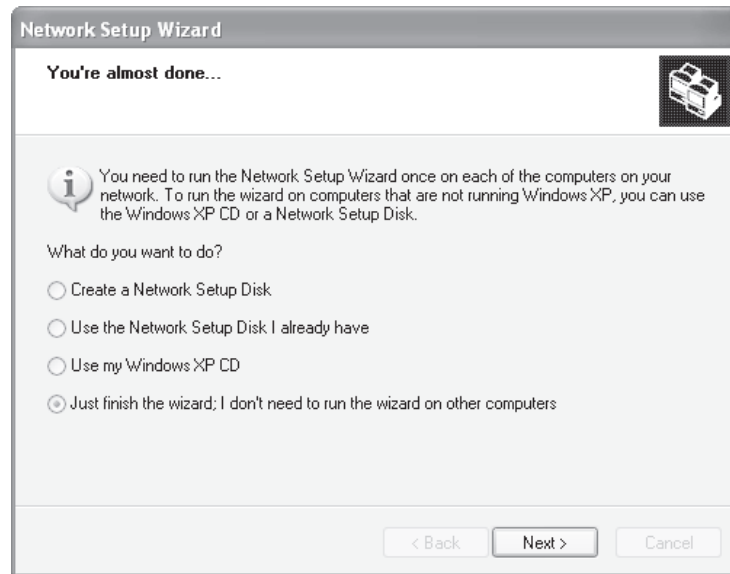 Network Setup Wizard
You're almost done...
You need to run the Network Setup Wizard once on each of the computers on your
network. To run the wizard on computers that are not running Windows XP, you can use
the Windows XP CD or a Network Setup Disk.
What do you want to do?
Create a Network Setup Disk
Use the Network Setup Disk I already have
Use my Windows XP CD
Just finish the wizard; I don't need to run the wizard on other computers
< Back Next > Cancel